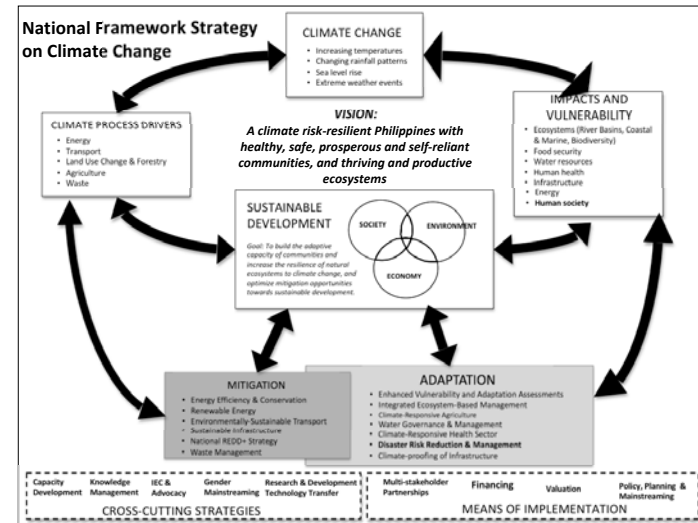 National Framework Strategy
on Climate Change
CLIMATE CHANGE
• Increasing temperatures
• Changing rainfall patterns
• Sea level rise
• Extreme weather events
CLIMATE PROCESS DRIVERS
• Energy
• Transport
• Land Use Change & Forestry
• Agriculture
• Waste
VISION:
A climate risk-resilient Philippines with
healthy, safe, prosperous and self-reliant
communities, and thriving and productive
ecosystems
IMPACTS AND
VULNERABILITY
• Ecosystems (River Basins, Coastal
& Marine, Biodiversity)
• Food security
• Water resources
• Human health
• Infrastructure
• Energy
• Human society
SUSTAINABLE
DEVELOPMENT
Goal: To build the adaptive
capacity of communities and
increase the resilience of natural
ecosystems to climate change, and
optimize mitigation opportunities
towards sustainable development.
SOCIETY
ENVIRONMENT
ECONOMY
MITIGATION
• Energy Efficiency & Conservation
• Renewable Energy
• Environmentally-Sustainable Transport
• Sustainable Infrastructure
• National REDD+ Strategy
• Waste Management
ADAPTATION
• Enhanced Vulnerability and Adaptation Assessments
• Integrated Ecosystem-Based Management
• Climate-Responsive Agriculture
• Water Governance & Management
• Climate-Responsive Health Sector
• Disaster Risk Reduction & Management
• Climate-proofing of Infrastructure
Capacity
Development
Knowledge
Management
IEC &
Advocacy
Gender
Mainstreaming
Research & Development
Technology Transfer
CROSS-CUTTING STRATEGIES
Multi-stakeholder
Partnerships
Financing
Valuation
Policy, Planning &
Mainstreaming
MEANS OF IMPLEMENTATION